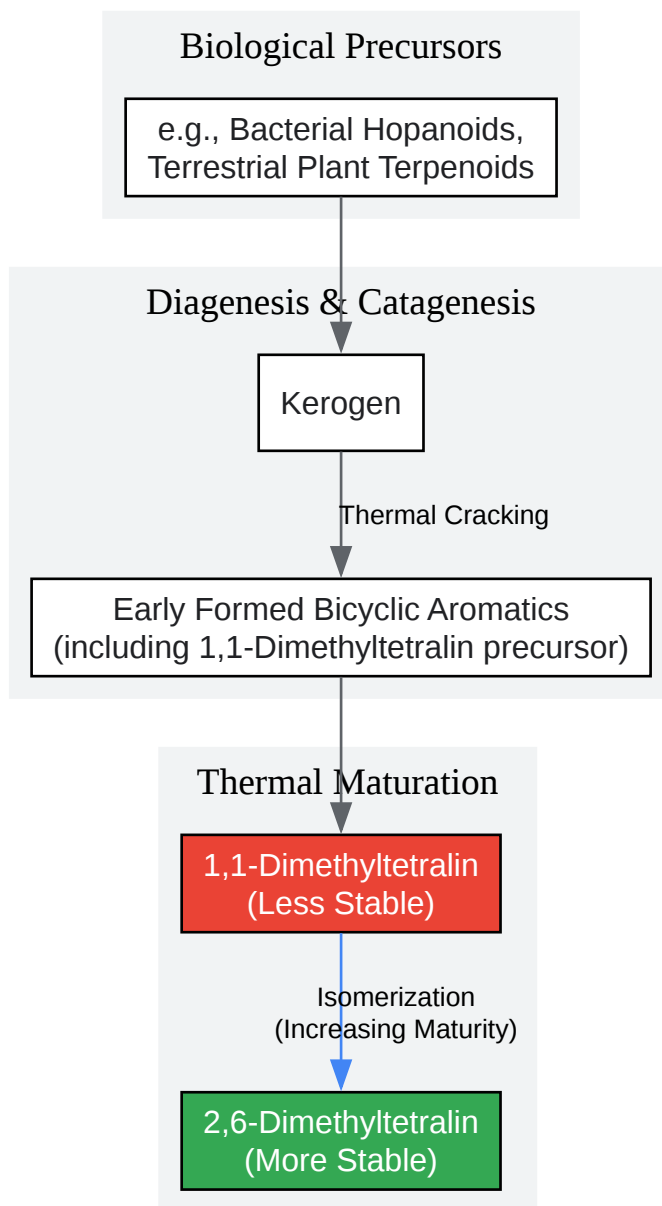 Biological Precursors
e.g., Bacterial Hopanoids,
Terrestrial Plant Terpenoids
Diagenesis & Catagenesis
Kerogen
Thermal Cracking
Early Formed Bicyclic Aromatics
(including 1,1-Dimethyltetralin precursor)
Thermal Maturation
1,1-Dimethyltetralin
(Less Stable)
Isomerization
(Increasing Maturity)
2,6-Dimethyltetralin
(More Stable)